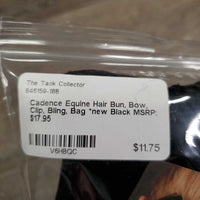 The Tack Collector
646159-188
Cadence Equine Hair Bun, Bow,
Clip, Bling, Bag *new Black MSRP:
$17.95
V6HBQC
$11.75